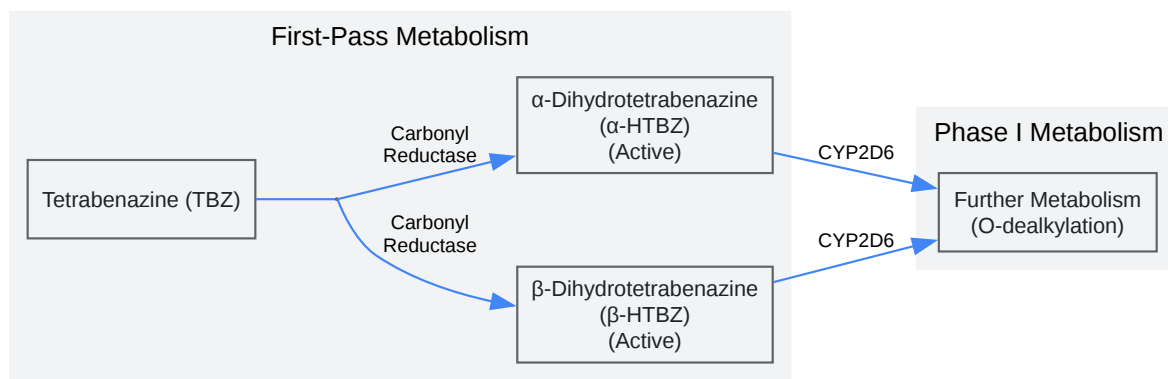 First-Pass Metabolism
Tetrabenazine (TBZ)
Carbonyl
Reductase
α-Dihydrotetrabenazine
(α-HTBZ)
(Active)
Carbonyl
Reductase
β-Dihydrotetrabenazine
(β-HTBZ)
(Active)
CYP2D6
CYP2D6
Phase I Metabolism
Further Metabolism
(O-dealkylation)